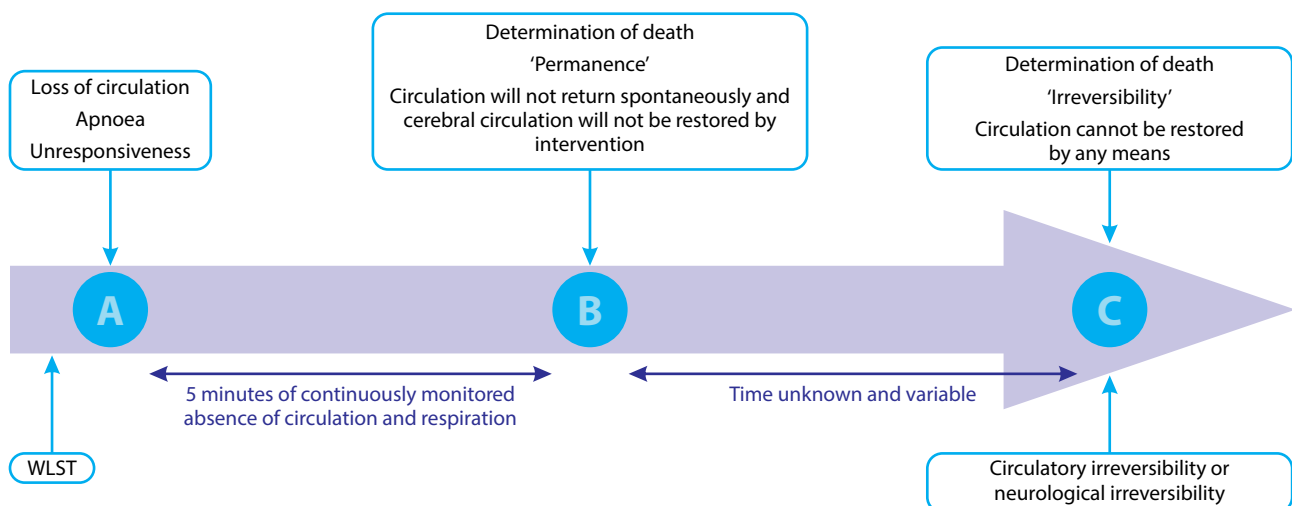 Loss of circulation
Apnoea
Unresponsiveness
Determination of death
‘Permanence’
Circulation will not return spontaneously and
cerebral circulation will not be restored by
intervention
Determination of death
‘Irreversibility’
Circulation cannot be restored
by any means
A
B
C
5 minutes of continuously monitored
absence of circulation and respiration
Time unknown and variable
WLST
Circulatory irreversibility or
neurological irreversibility